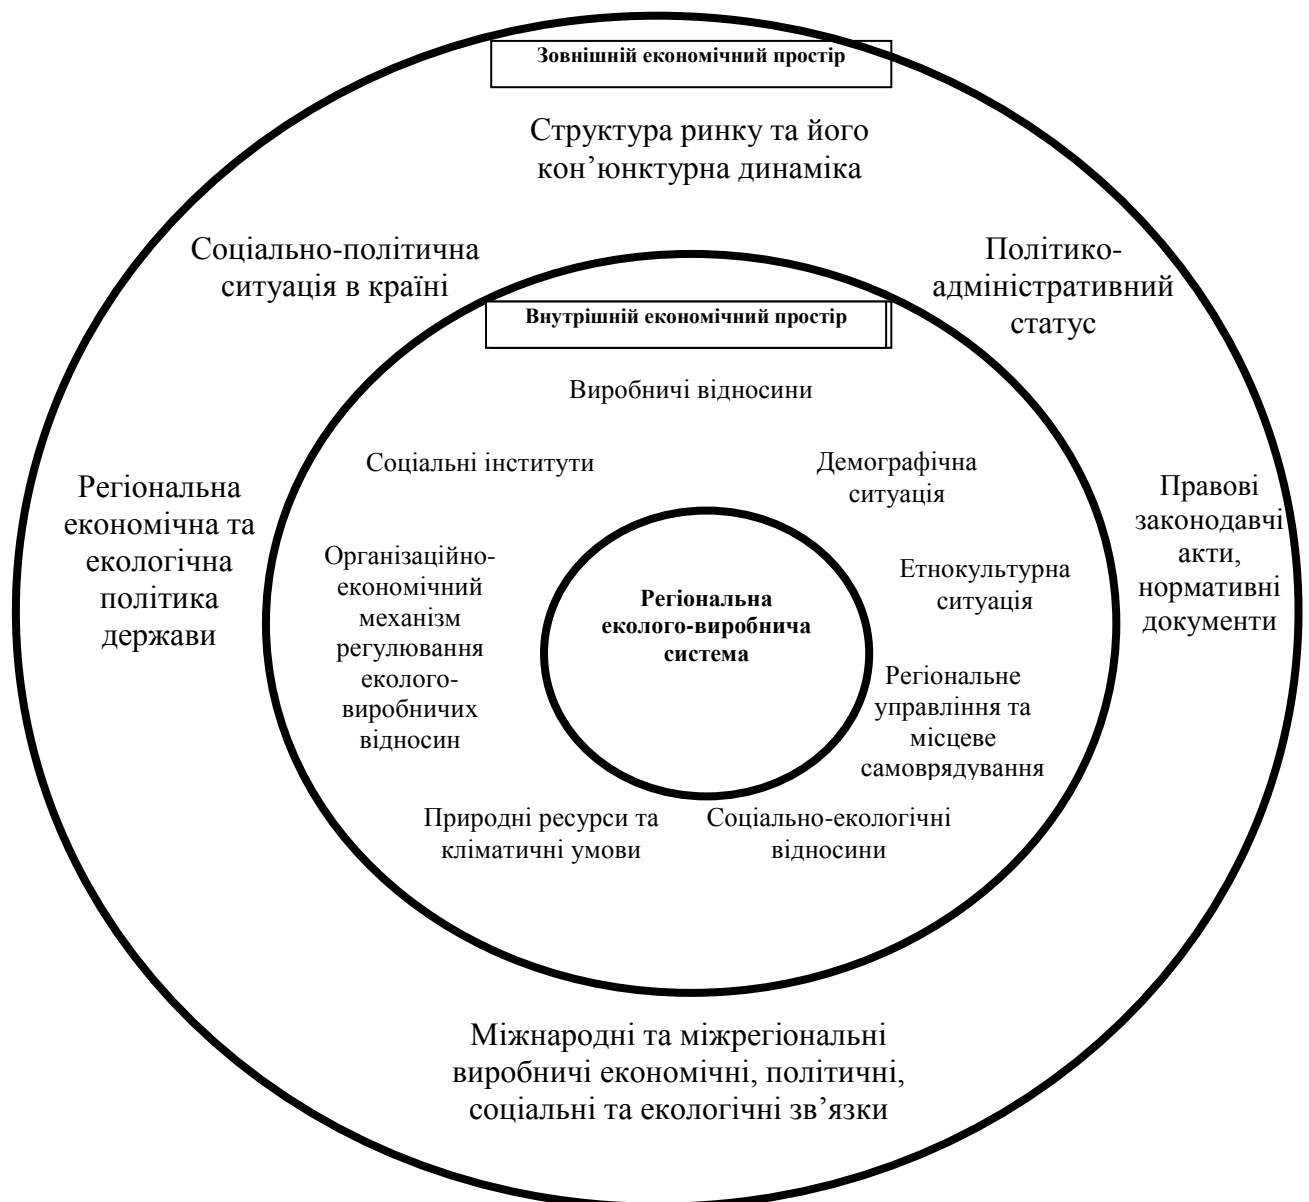 Зовнішній економічний простір
Структура ринку та його
кон’юнктурна динаміка
Соціально-політична
ситуація в країні
Політико-
адміністративний
статус
Внутрішній економічний простір
Виробничі відносини
Соціальні інститути
Демографічна
ситуація
Регіональна
економічна та
екологічна
політика
держави
Правові
законодавчі
акти,
нормативні
документи
Організаційно-
економічний
механізм
регулювання
еколого-
виробничих
відносин
Етнокультурна
ситуація
Регіональна
еколого-виробнича
система
Регіональне
управління та
місцеве
самоврядування
Природні ресурси та
кліматичні умови
Соціально-екологічні
відносини
Міжнародні та міжрегіональні
виробничі економічні, політичні,
соціальні та екологічні зв’язки